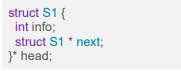 struct S1 {
int info;
struct S1 * next;
}* head;